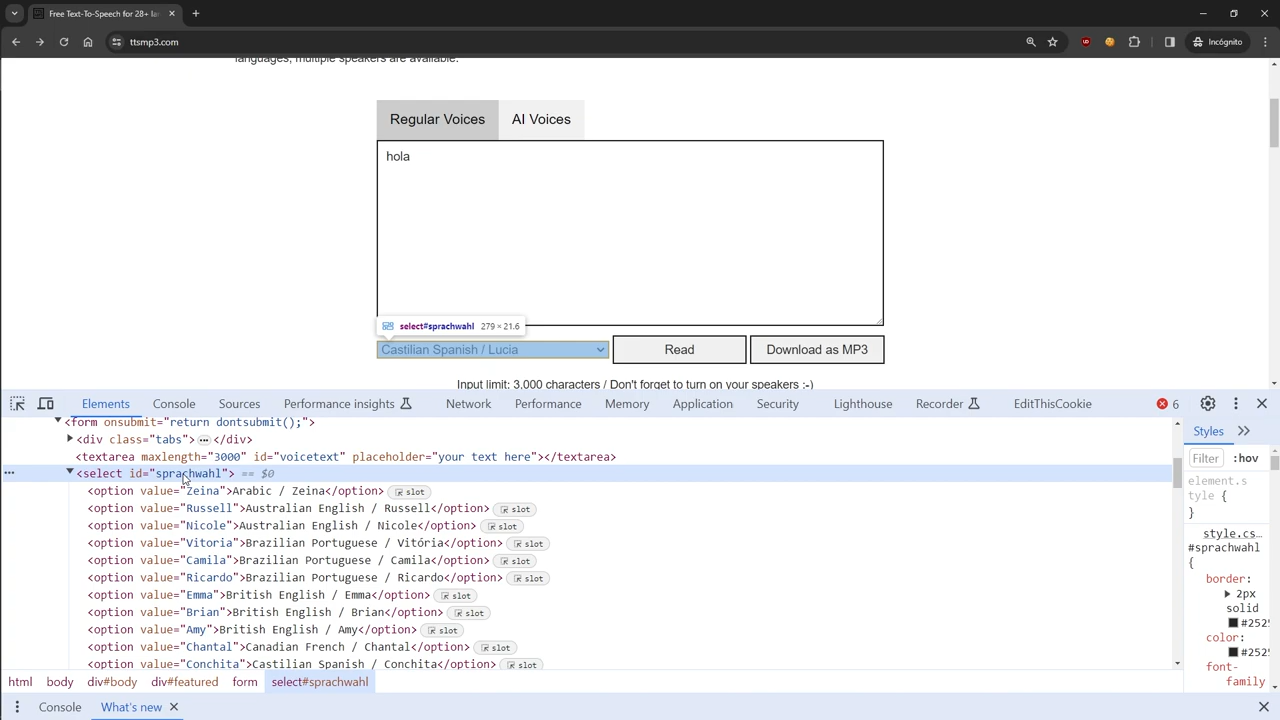 Free Text-To-Speech for 28+ la
ttsmp3.com
Incógnito
languages, multiple speakers are available.
Regular Voices
AI Voices
hola
select#sprachwahl 279 × 21.6
Castilian Spanish / Lucia
Read
Download as MP3
Input limit: 3,000 characters / Don't forget to turn on your speakers :-)
Elements
Console
Sources
Performance insights
Network
Performance
Memory
Application
Security
Lighthouse
Recorder
EditThisCookie
6
<form onsubmit="return dontsubmit();">
<div class="tabs"> … </div>
<textarea maxlength="3000" id="voicetext" placeholder="your text here"></textarea>
<select id="sprachwahl"> == $0
<option value="Zeina">Arabic / Zeina</option> slot
<option value="Russell">Australian English / Russell</option> slot
<option value="Nicole">Australian English / Nicole</option> slot
<option value="Vitoria">Brazilian Portuguese / Vitória</option> slot
<option value="Camila">Brazilian Portuguese / Camila</option> slot
<option value="Ricardo">Brazilian Portuguese / Ricardo</option> slot
<option value="Emma">British English / Emma</option> slot
<option value="Brian">British English / Brian</option> slot
<option value="Amy">British English / Amy</option> slot
<option value="Chantal">Canadian French / Chantal</option> slot
<option value="Conchita">Castilian Spanish / Conchita</option> slot
Styles
Filter
:hov
element.s
tyle {
}
style.cs…
#sprachwahl
{
border:
2px
solid
#2525
color:
#2525
font-
family
html
body
div#body
div#featured
form
select#sprachwahl
Console
What's new